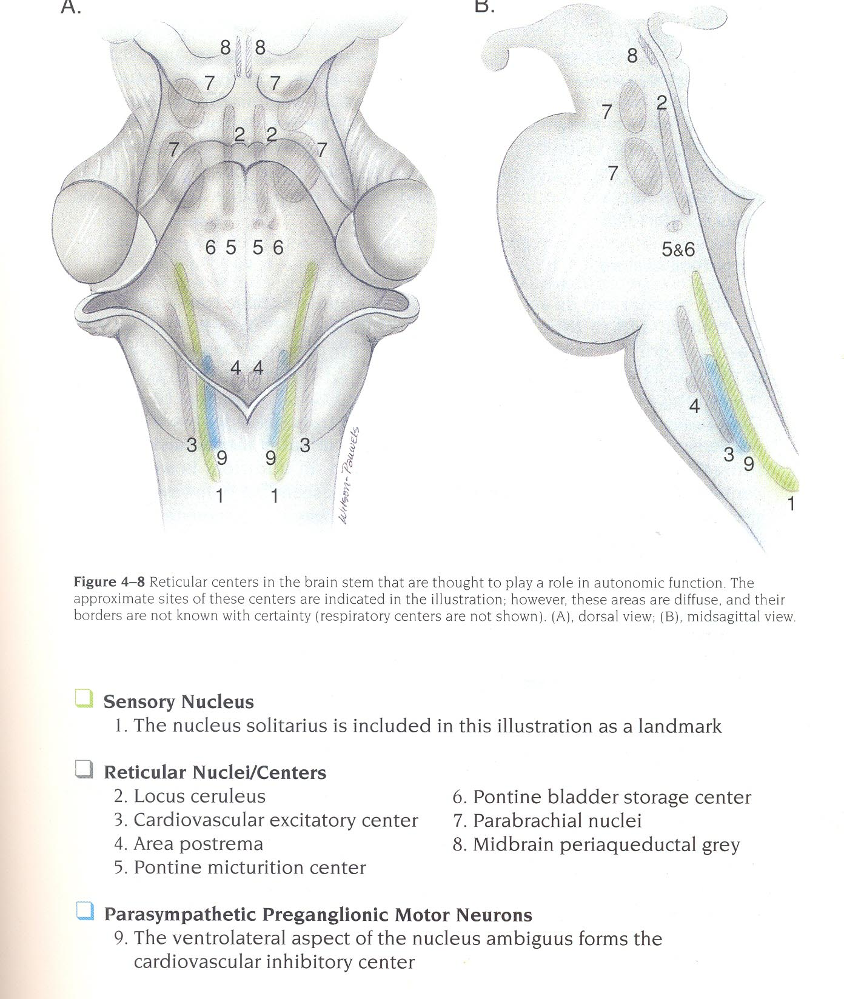 A.
B.
8 8
7 7
2 2
7 7
6 5 5 6
4 4
3 3
9 9
1 1
Wilson-Pauwels
8
7 2
7
5&6
4
3 9
1
Figure 4–8 Reticular centers in the brain stem that are thought to play a role in autonomic function. The
approximate sites of these centers are indicated in the illustration; however, these areas are diffuse, and their
borders are not known with certainty (respiratory centers are not shown). (A), dorsal view; (B), midsagittal view.
Sensory Nucleus
1. The nucleus solitarius is included in this illustration as a landmark
Reticular Nuclei/Centers
2. Locus ceruleus
3. Cardiovascular excitatory center
4. Area postrema
5. Pontine micturition center
6. Pontine bladder storage center
7. Parabrachial nuclei
8. Midbrain periaqueductal grey
Parasympathetic Preganglionic Motor Neurons
9. The ventrolateral aspect of the nucleus ambiguus forms the
cardiovascular inhibitory center